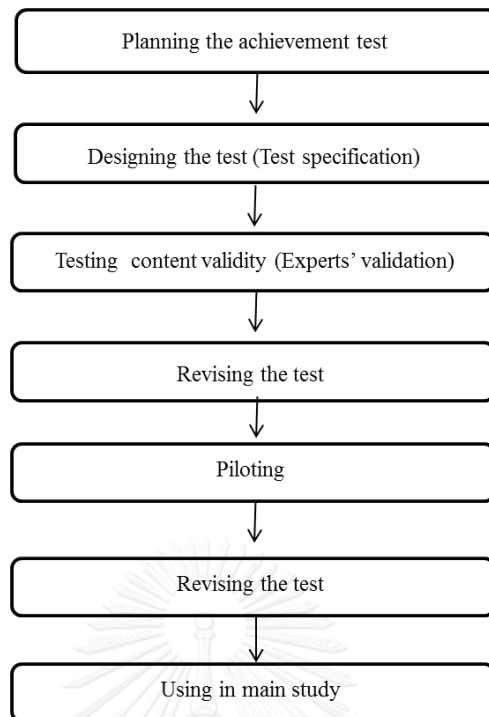 Planning the achievement test
Designing the test (Test specification)
Testing content validity (Experts’ validation)
Revising the test
Piloting
Revising the test
Using in main study